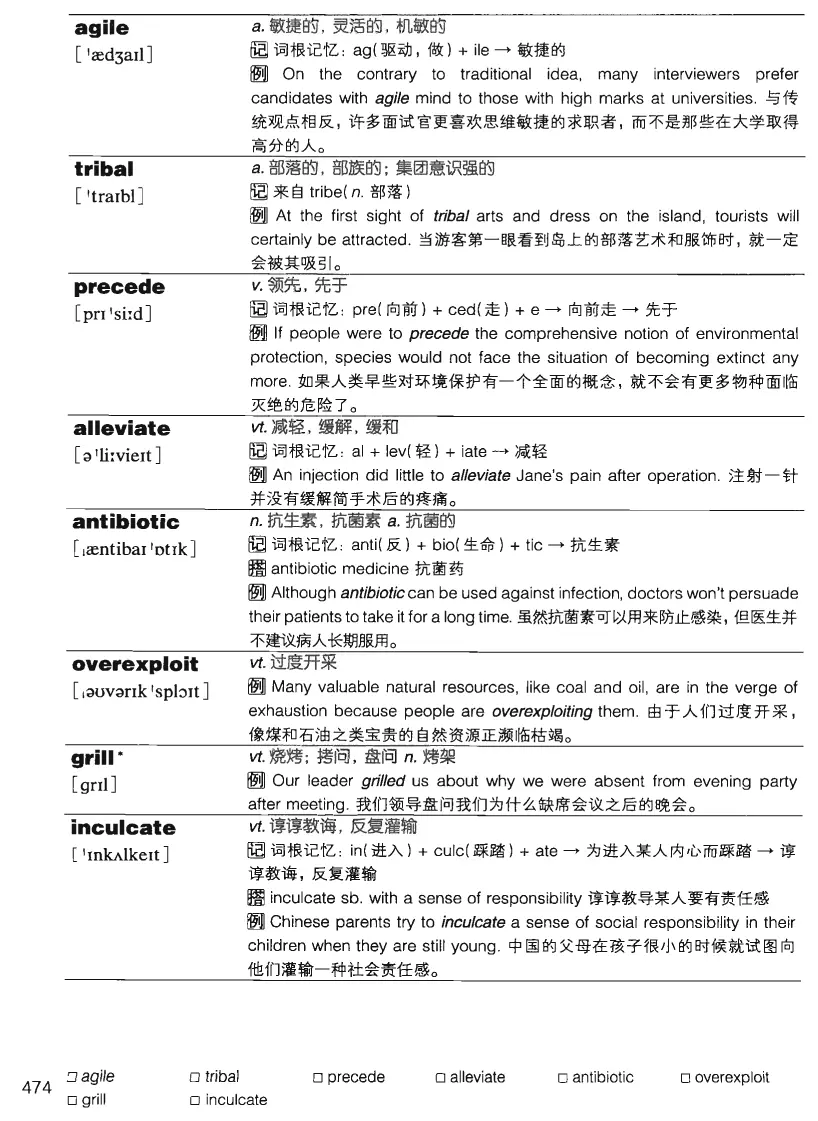 agile
a. 敏捷的, 灵活的, 机敏的
[ ˈædʒaɪl ]
记 词根记忆: ag(驱动, 做) + ile → 敏捷的
例 On the contrary to traditional idea, many interviewers prefer
candidates with agile mind to those with high marks at universities. 与传
统观点相反, 许多面试官更喜欢思维敏捷的求职者, 而不是那些在大学取得
高分的人。
tribal
a. 部落的, 部族的; 集团意识强的
[ ˈtraɪbl ]
记 来自 tribe(n. 部落)
例 At the first sight of tribal arts and dress on the island, tourists will
certainly be attracted. 当游客第一眼看到岛上的部落艺术和服饰时, 就一定
会被其吸引。
precede
v. 领先, 先于
[ prɪˈsiːd ]
记 词根记忆: pre(向前) + ced(走) + e → 向前走 → 先于
例 If people were to precede the comprehensive notion of environmental
protection, species would not face the situation of becoming extinct any
more. 如果人类早些对环境保护有一个全面的概念, 就不会有更多物种面临
灭绝的危险了。
alleviate
vt. 减轻, 缓解, 缓和
[ əˈliːvieɪt ]
记 词根记忆: al + lev(轻) + iate → 减轻
例 An injection did little to alleviate Jane's pain after operation. 注射一针
并没有缓解简手术后的疼痛。
antibiotic
n. 抗生素, 抗菌素 a. 抗菌的
[ ˌæntibaɪˈɒtɪk ]
记 词根记忆: anti(反) + bio(生命) + tic → 抗生素
搭 antibiotic medicine 抗菌药
例 Although antibiotic can be used against infection, doctors won't persuade
their patients to take it for a long time. 虽然抗菌素可以用来防止感染, 但医生并
不建议病人长期服用。
overexploit
vt. 过度开采
[ ˌəʊvərɪkˈsplɔɪt ]
例 Many valuable natural resources, like coal and oil, are in the verge of
exhaustion because people are overexploiting them. 由于人们过度开采,
像煤和石油之类宝贵的自然资源正濒临枯竭。
grill*
vt. 烧烤; 拷问, 盘问 n. 烤架
[ grɪl ]
例 Our leader grilled us about why we were absent from evening party
after meeting. 我们领导盘问我们为什么缺席会议之后的晚会。
inculcate
vt. 谆谆教诲, 反复灌输
[ ˈɪnkʌlkeɪt ]
记 词根记忆: in(进入) + culc(踩踏) + ate → 为进入某人内心而踩踏 → 谆
谆教诲, 反复灌输
搭 inculcate sb. with a sense of responsibility 谆谆教导某人要有责任感
例 Chinese parents try to inculcate a sense of social responsibility in their
children when they are still young. 中国的父母在孩子很小的时候就试图向
他们灌输一种社会责任感。
474
□ agile □ tribal □ precede □ alleviate □ antibiotic □ overexploit
□ grill □ inculcate